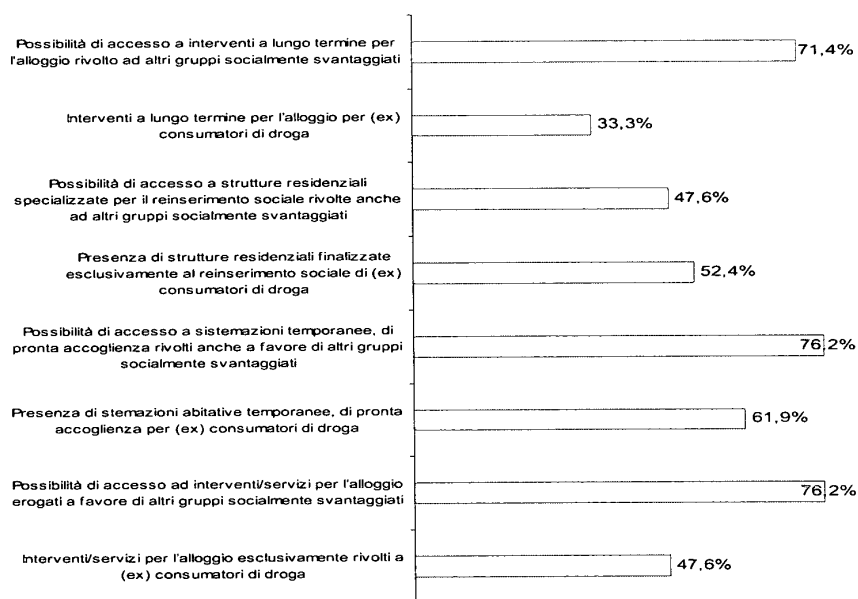 Possibilità di accesso a interventi a lungo termine per
l'alloggio rivolto ad altri gruppi socialmente svantaggiati
71,4%
Interventi a lungo termine per l'alloggio per (ex)
consumatori di droga
33,3%
Possibilità di accesso a strutture residenziali
specializzate per il reinserimento sociale rivolte anche
ad altri gruppi socialmente svantaggiati
47,6%
Presenza di strutture residenziali finalizzate
esclusivamente al reinserimento sociale di (ex)
consumatori di droga
52,4%
Possibilità di accesso a sistemazioni temporanee, di
pronta accoglienza rivolti anche a favore di altri gruppi
socialmente svantaggiati
76,2%
Presenza di stemazioni abitative temporanee, di pronta
accoglienza per (ex) consumatori di droga
61,9%
Possibilità di accesso ad interventi/servizi per l'alloggio
erogati a favore di altri gruppi socialmente svantaggiati
76,2%
Interventi/servizi per l'alloggio esclusivamente rivolti a
(ex) consumatori di droga
47,6%